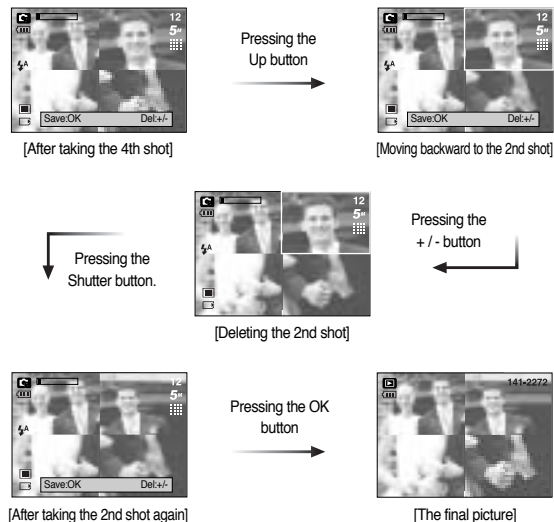 12
5M
Save:OK Del:+/-
[After taking the 4th shot]
Pressing the
Up button
12
5M
Save:OK Del:+/-
[Moving backward to the 2nd shot]
Pressing the
Shutter button.
12
5M
[Deleting the 2nd shot]
Pressing the
+ / - button
12
5M
Save:OK Del:+/-
[After taking the 2nd shot again]
Pressing the OK
button
141-2272
[The final picture]